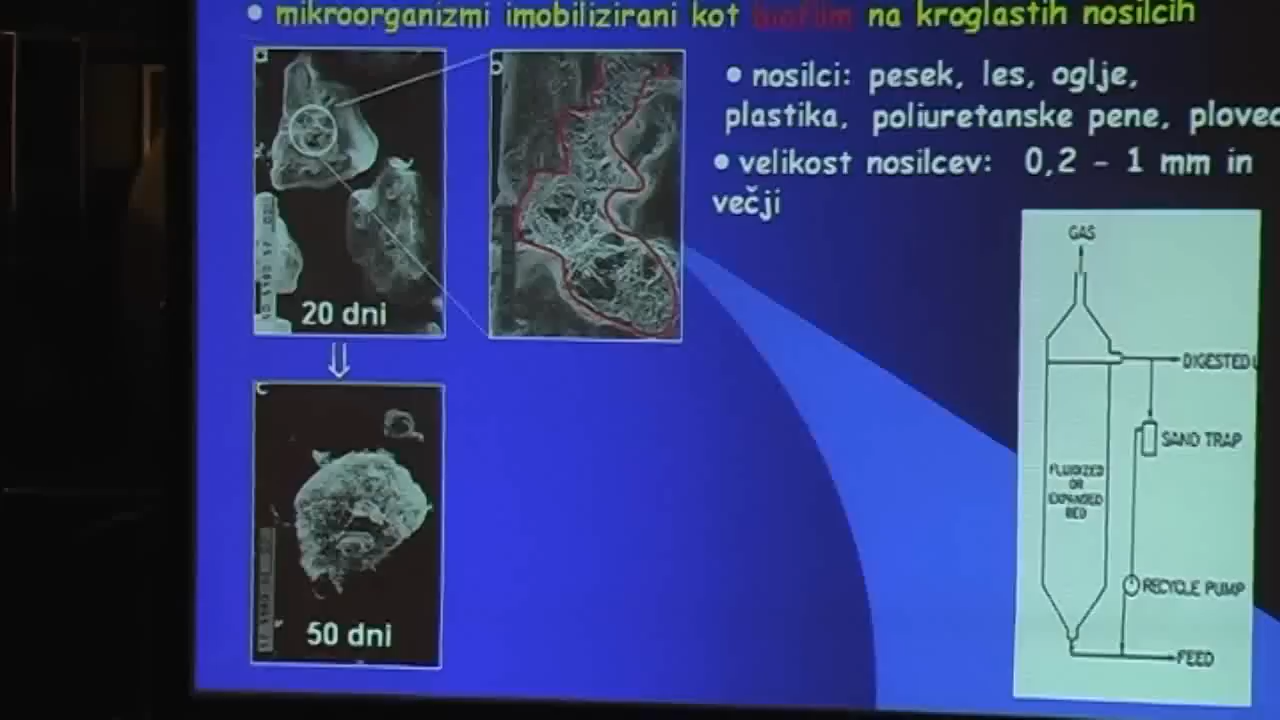 • mikroorganizmi imobilizirani kot biofilm na kroglastih nosilcih
• nosilci: pesek, les, oglje,
plastika, poliuretanske pene, plovec
• velikost nosilcev: 0,2 - 1 mm in
večji
a
b
20 dni
c
50 dni
GAS
DIGESTED
SAND TRAP
FLUIDIZED
OR
EXPANDED
BED
RECYCLE PUMP
FEED